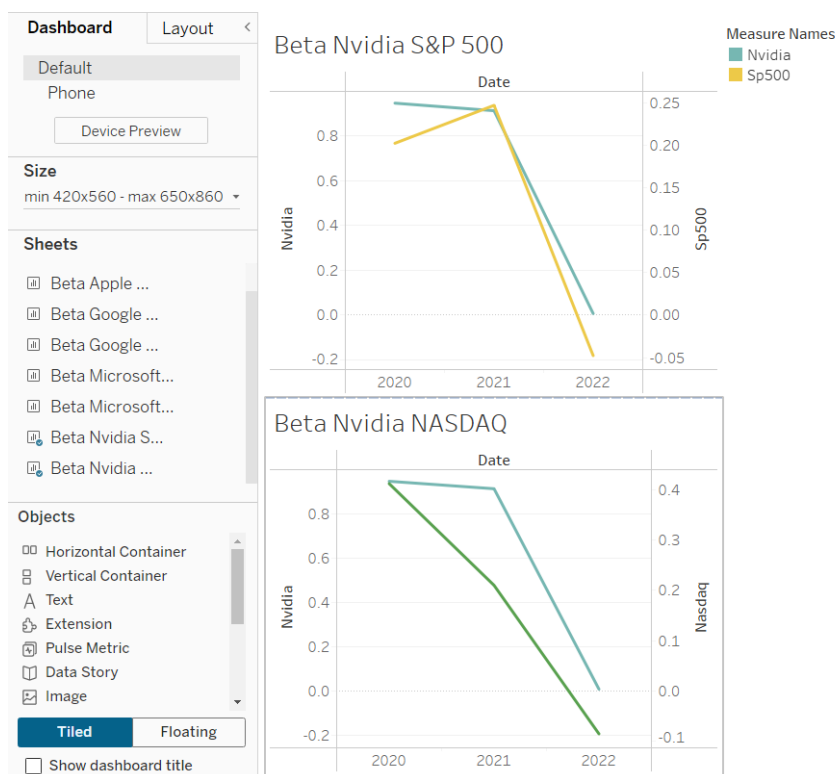 Dashboard
Layout
<
Default
Phone
Device Preview
Size
min 420x560 - max 650x860
Sheets
Beta Apple ...
Beta Google ...
Beta Google ...
Beta Microsoft...
Beta Microsoft...
Beta Nvidia S...
Beta Nvidia ...
Objects
Horizontal Container
Vertical Container
A Text
Extension
Pulse Metric
Data Story
Image
Tiled
Floating
Show dashboard title
Beta Nvidia S&P 500
Date
0.8
0.6
0.4
0.2
0.0
-0.2
Nvidia
0.25
0.20
0.15
0.10
0.05
0.00
-0.05
Sp500
2020 2021 2022
Beta Nvidia NASDAQ
Date
0.8
0.6
0.4
0.2
0.0
-0.2
Nvidia
0.4
0.3
0.2
0.1
0.0
-0.1
Nasdaq
2020 2021 2022
Measure Names
Nvidia
Sp500